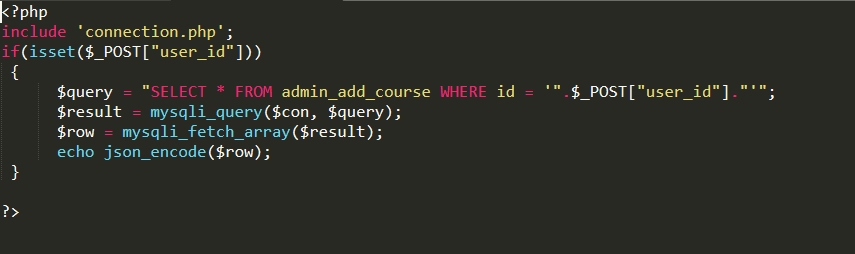 <?php
include 'connection.php';
if(isset($_POST["user_id"]))
{
$query = "SELECT * FROM admin_add_course WHERE id = '".$_POST["user_id"]."'";
$result = mysqli_query($con, $query);
$row = mysqli_fetch_array($result);
echo json_encode($row);
}
?>